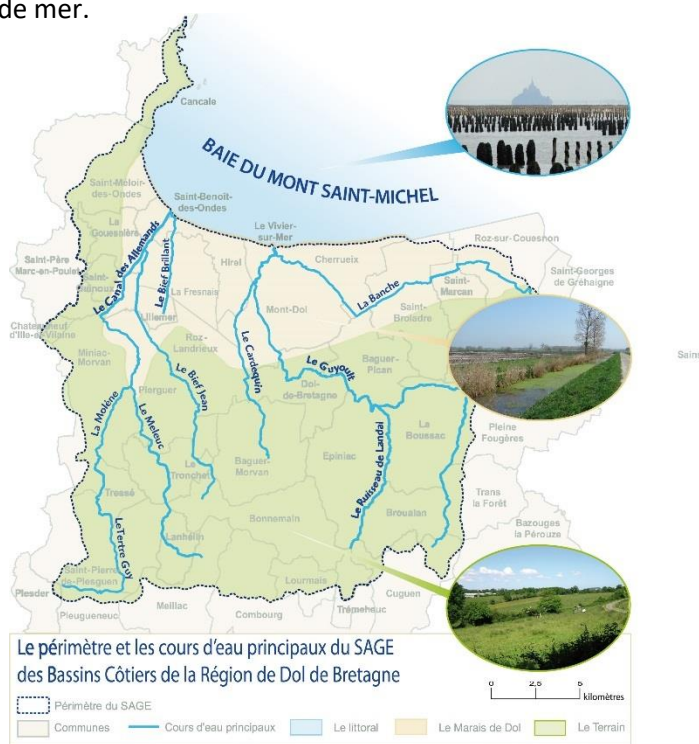 de mer.
Cancale
BAIE DU MONT SAINT-MICHEL
Saint-Méloir-
des-Ondes
Saint-Benoît
des-Ondes
La
Gouesnière
Le Vivier-
sur-Mer
Roz-sur-Couesnon
Saint-Père
Marc-en-Poulet
Le Canal des Allemands
Le Bief Brillant
Hirel
Cherrueix
Saint-Georges
de Gréhaigne
La Banche
Saint-
Marcan
La Fresnais
Mont-Dol
Saint-
Broladre
Châteauneuf
d'Ille-et-Vilaine
Lillemer
Roz-
Landrieux
Saint
Miniac-
Morvan
Le Cardequin
Le Guyoult
Baguer-
Pican
Plerguer
Le Bief Jean
Dol-
de-Bretagne
La Molène
Le Meleuc
La
Boussac
Pleine
Fougères
Le
Tronchet
Baguer-
Morvan
Epiniac
Le Ruisseau de Landal
Tressé
Trans
la Forêt
Bonnemain
Broualan
Bazouges
la Pérouze
Le Tertre Guy
Lanhélin
Saint-Pierre
de-Plesguen
Lourmais
Cuguen
Plesder
Pleugueneuc
Meillac
Combourg
Trémeheuc
Le périmètre et les cours d'eau principaux du SAGE
des Bassins Côtiers de la Région de Dol de Bretagne
0 2,5 5
kilomètres
Périmètre du SAGE
Communes Cours d'eau principaux Le littoral Le Marais de Dol Le Terrain